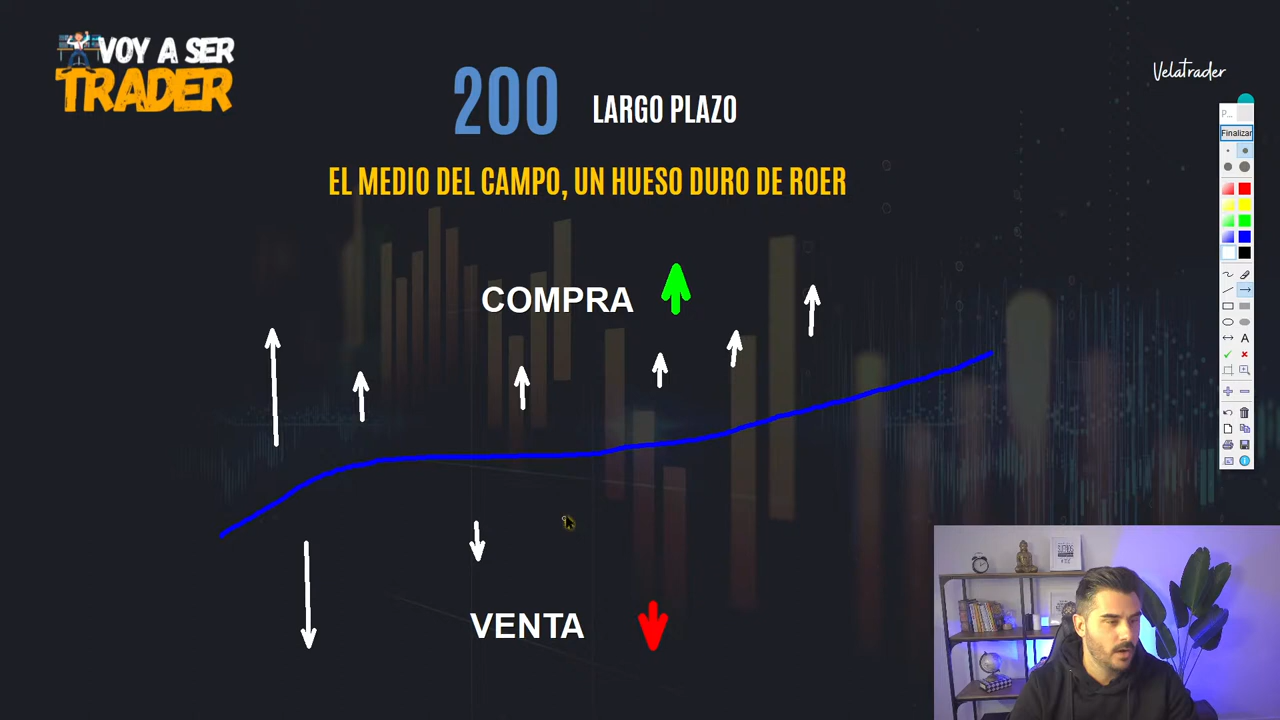 VOY A SER
TRADER
Velatrader
200 LARGO PLAZO
EL MEDIO DEL CAMPO, UN HUESO DURO DE ROER
P...
Finalizar
COMPRA
A
VENTA